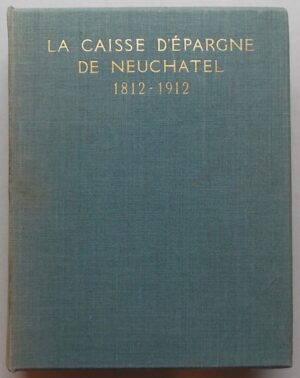 LA CAISSE D'ÉPARGNE
DE NEUCHATEL
1812-1912